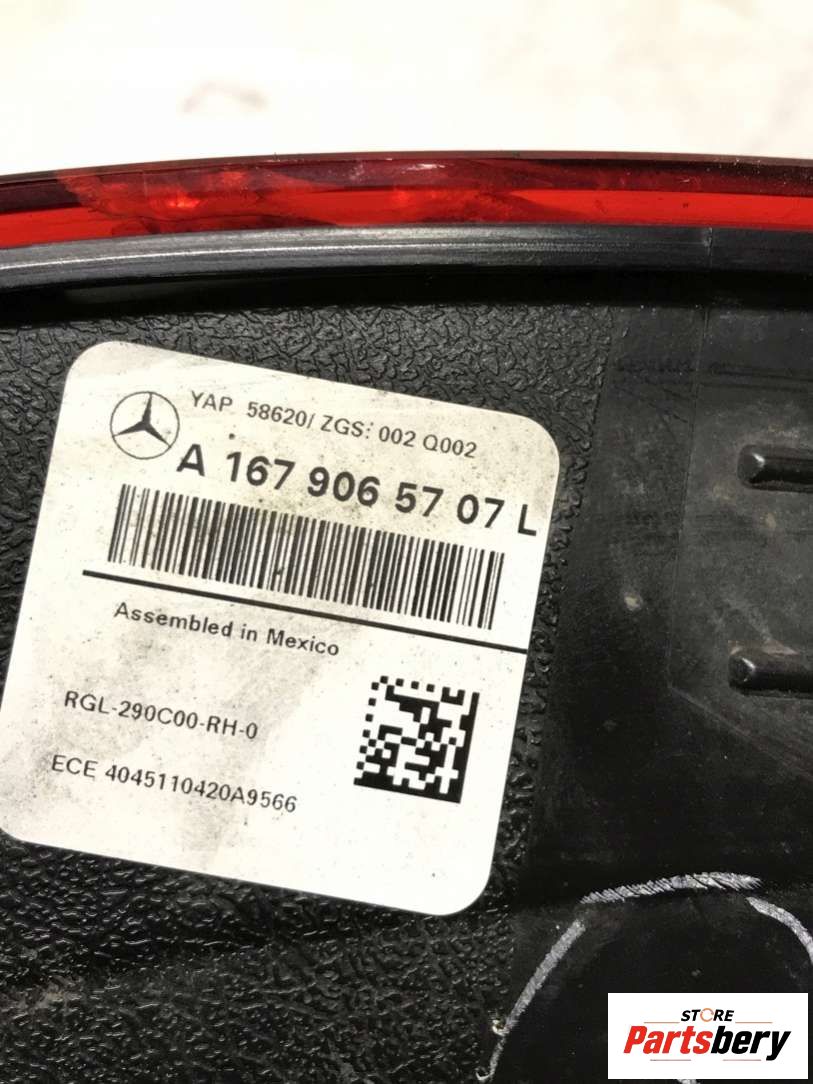 YAP 58620/ ZGS: 002 Q002
A 167 906 57 07 L
Assembled in Mexico
RGL-290C00-RH-0
ECE 4045110420A9566
STORE
Partsbery